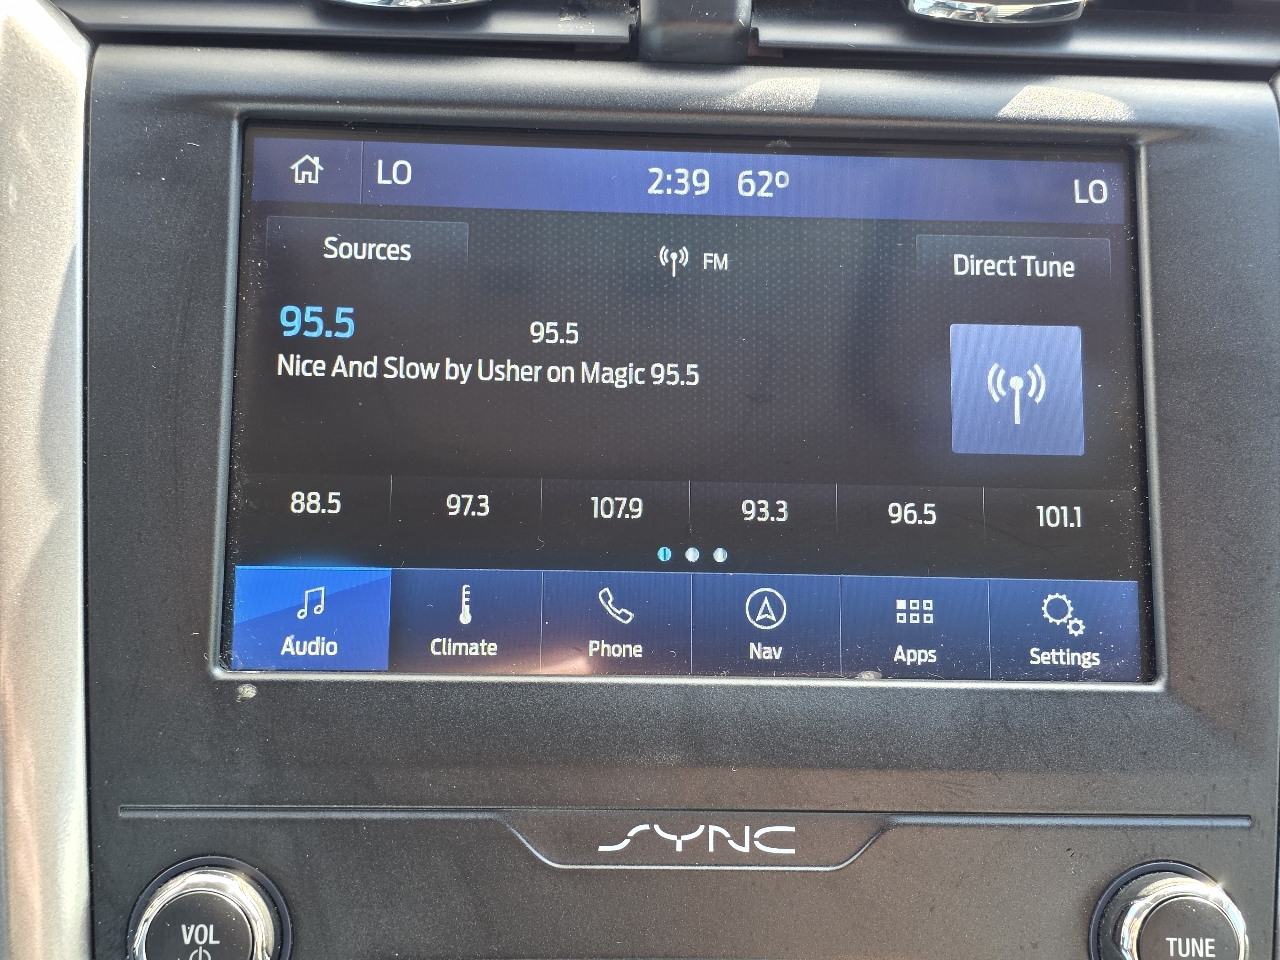 LO 2:39 62° LO
Sources FM Direct Tune
95.5 95.5
Nice And Slow by Usher on Magic 95.5
88.5 97.3 107.9 93.3 96.5 101.1
Audio Climate Phone Nav Apps Settings
SYNC
VOL TUNE